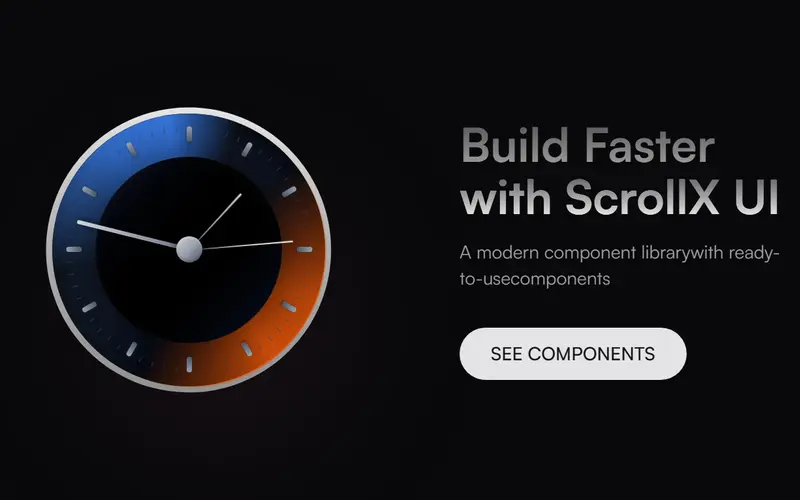 Build Faster
with ScrollX UI
A modern component librarywith ready-
to-usecomponents
SEE COMPONENTS